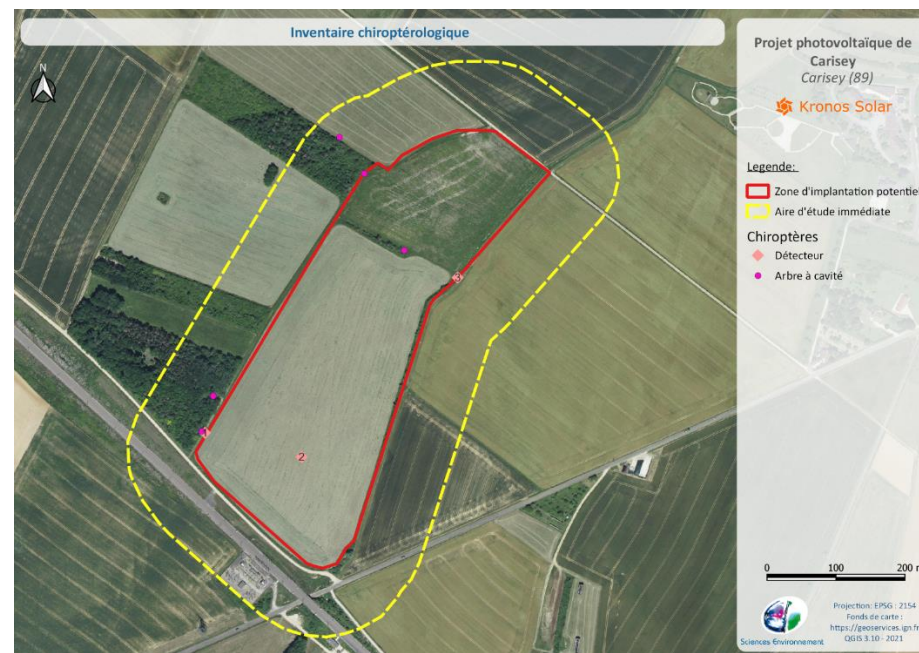 Inventaire chiroptérologique
N
Projet photovoltaïque de
Carisey
Carisey (89)
Kronos Solar
Legende:
Zone d'implantation potentiel
Aire d'étude immédiate
Chiroptères
Détecteur
Arbre à cavité
3
1
2
0 100 200 m
Projection: EPSG : 2154
Fonds de carte :
https://geoservices.ign.fr
QGIS 3.10 - 2021
Sciences Environnement